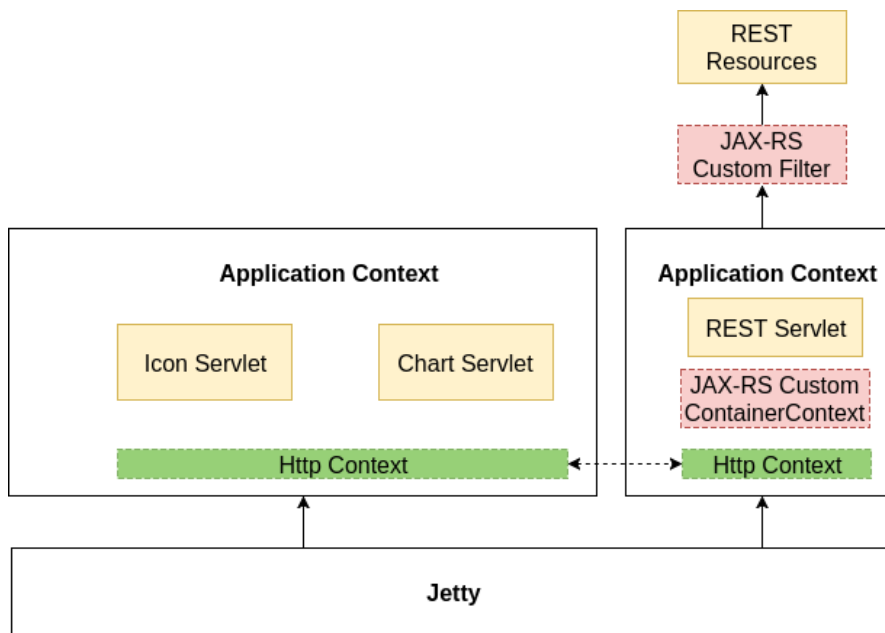 REST
Resources
JAX-RS
Custom Filter
Application Context
Application Context
Icon Servlet
Chart Servlet
REST Servlet
JAX-RS Custom
ContainerContext
Http Context
Http Context
Jetty